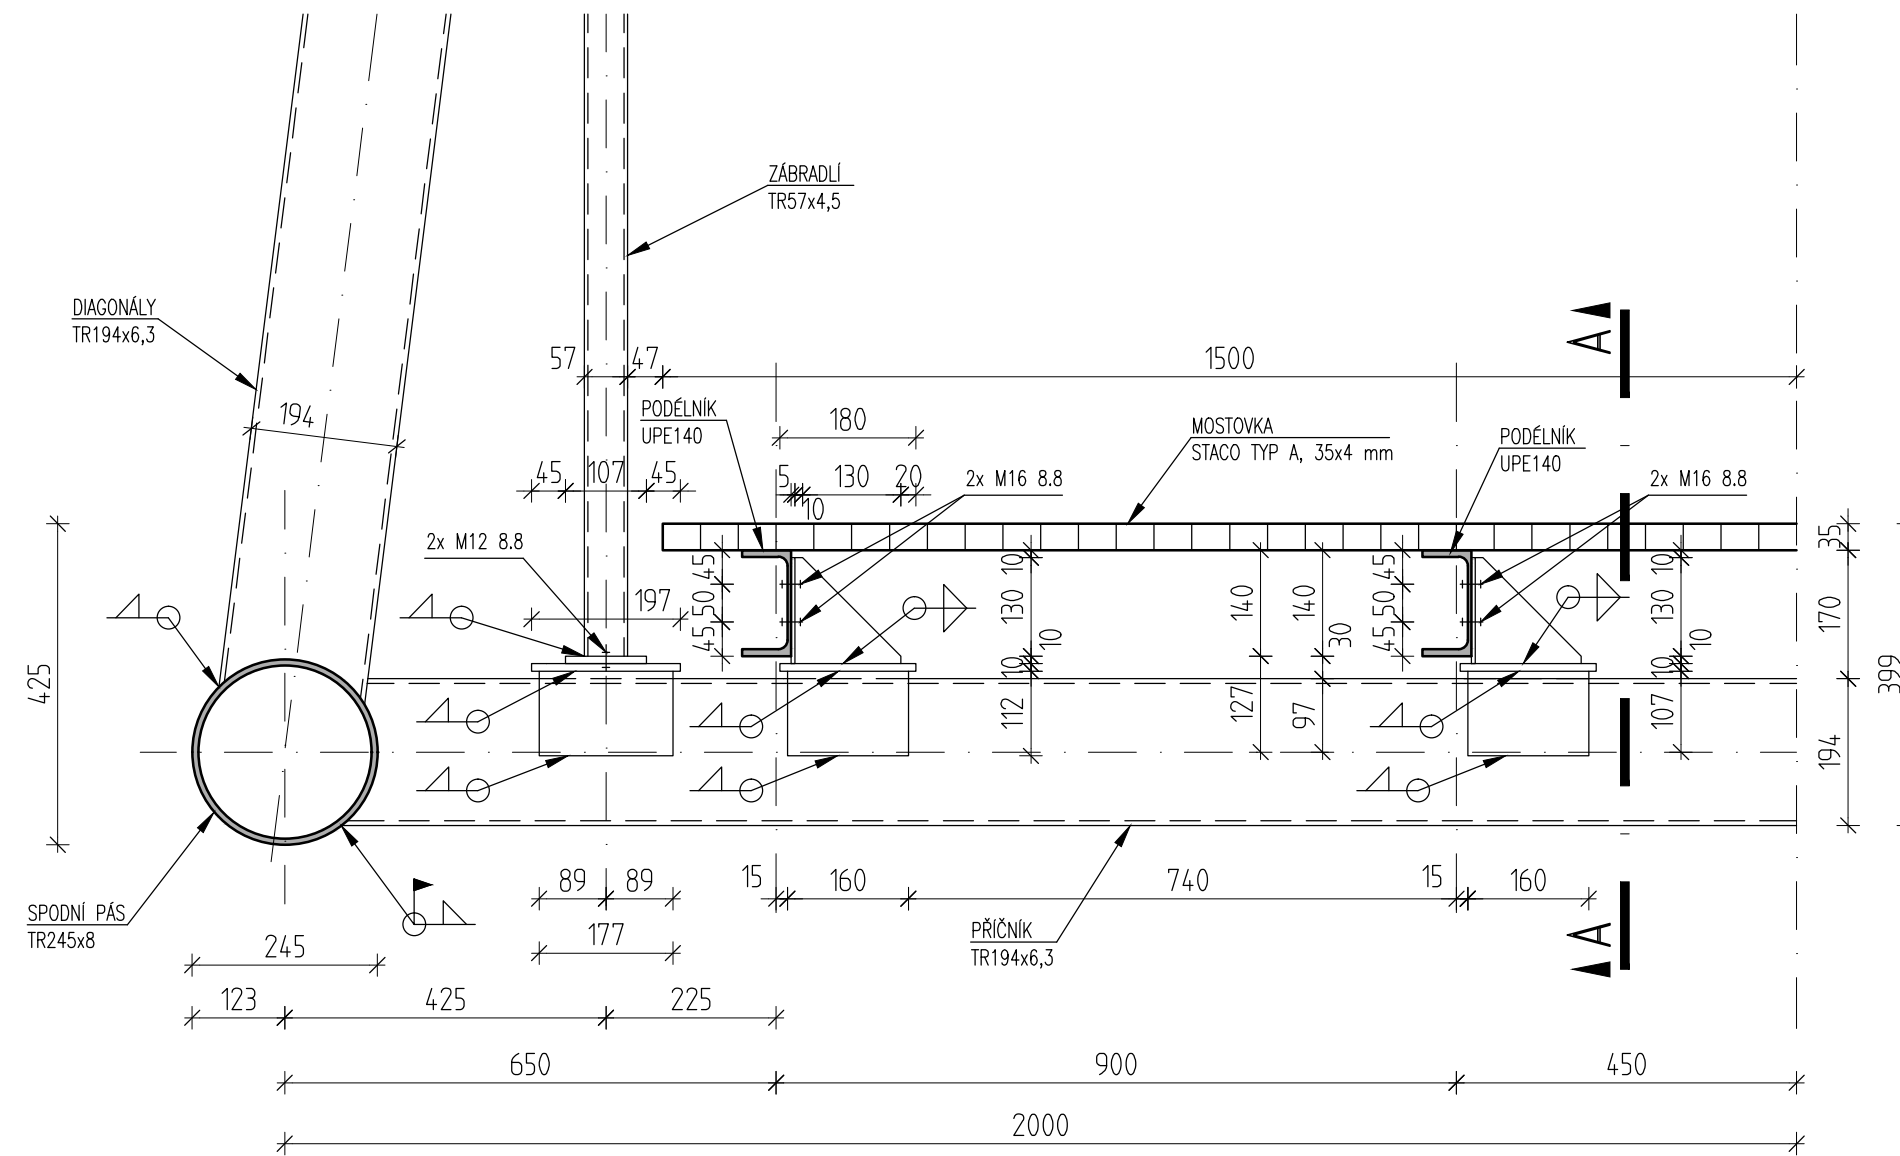 ZÁBRADLÍ
TR57x4,5
DIAGONÁLY
TR194x6,3
A
57
47
1500
194
PODÉLNÍK
UPE140
180
MOSTOVKA
STACO TYP A, 35x4 mm
PODÉLNÍK
UPE140
45
107
45
5
130
20
10
2x M16 8.8
2x M16 8.8
2x M12 8.8
197
45
50
45
10
130
10
10
112
140
127
140
30
97
45
50
45
10
130
10
10
107
35
170
194
399
425
89
89
177
15
160
740
15
160
SPODNÍ PÁS
TR245x8
245
PŘÍČNÍK
TR194x6,3
A
123
425
225
650
900
450
2000